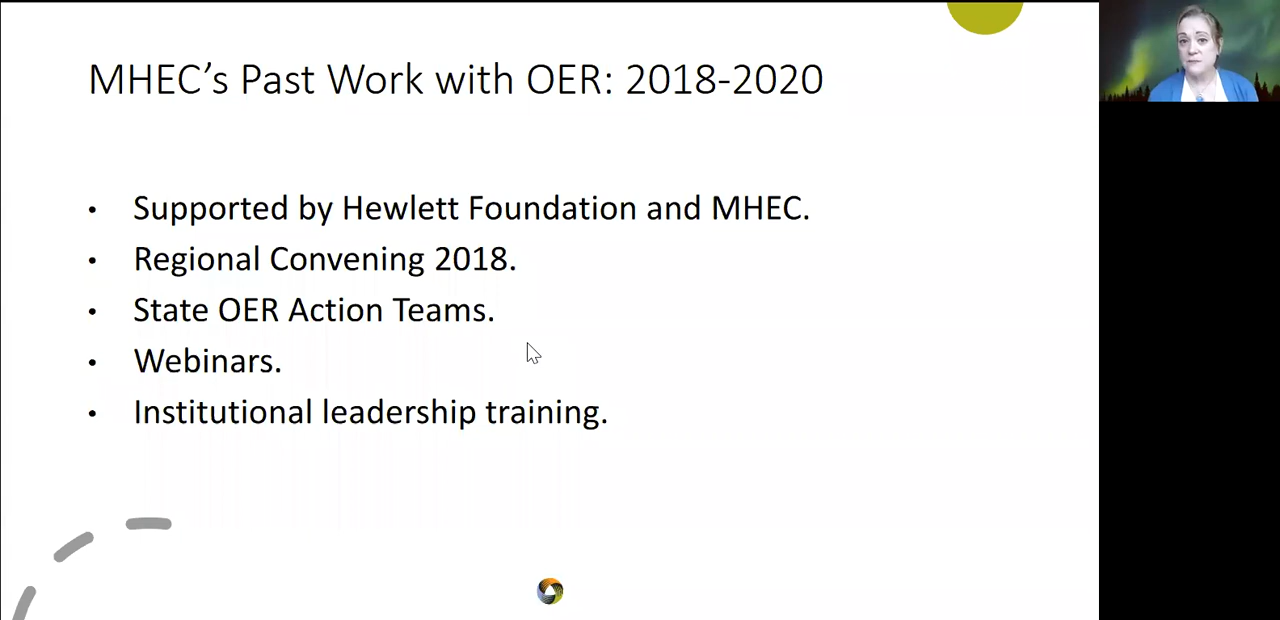 MHEC’s Past Work with OER: 2018-2020
• Supported by Hewlett Foundation and MHEC.
• Regional Convening 2018.
• State OER Action Teams.
• Webinars.
• Institutional leadership training.